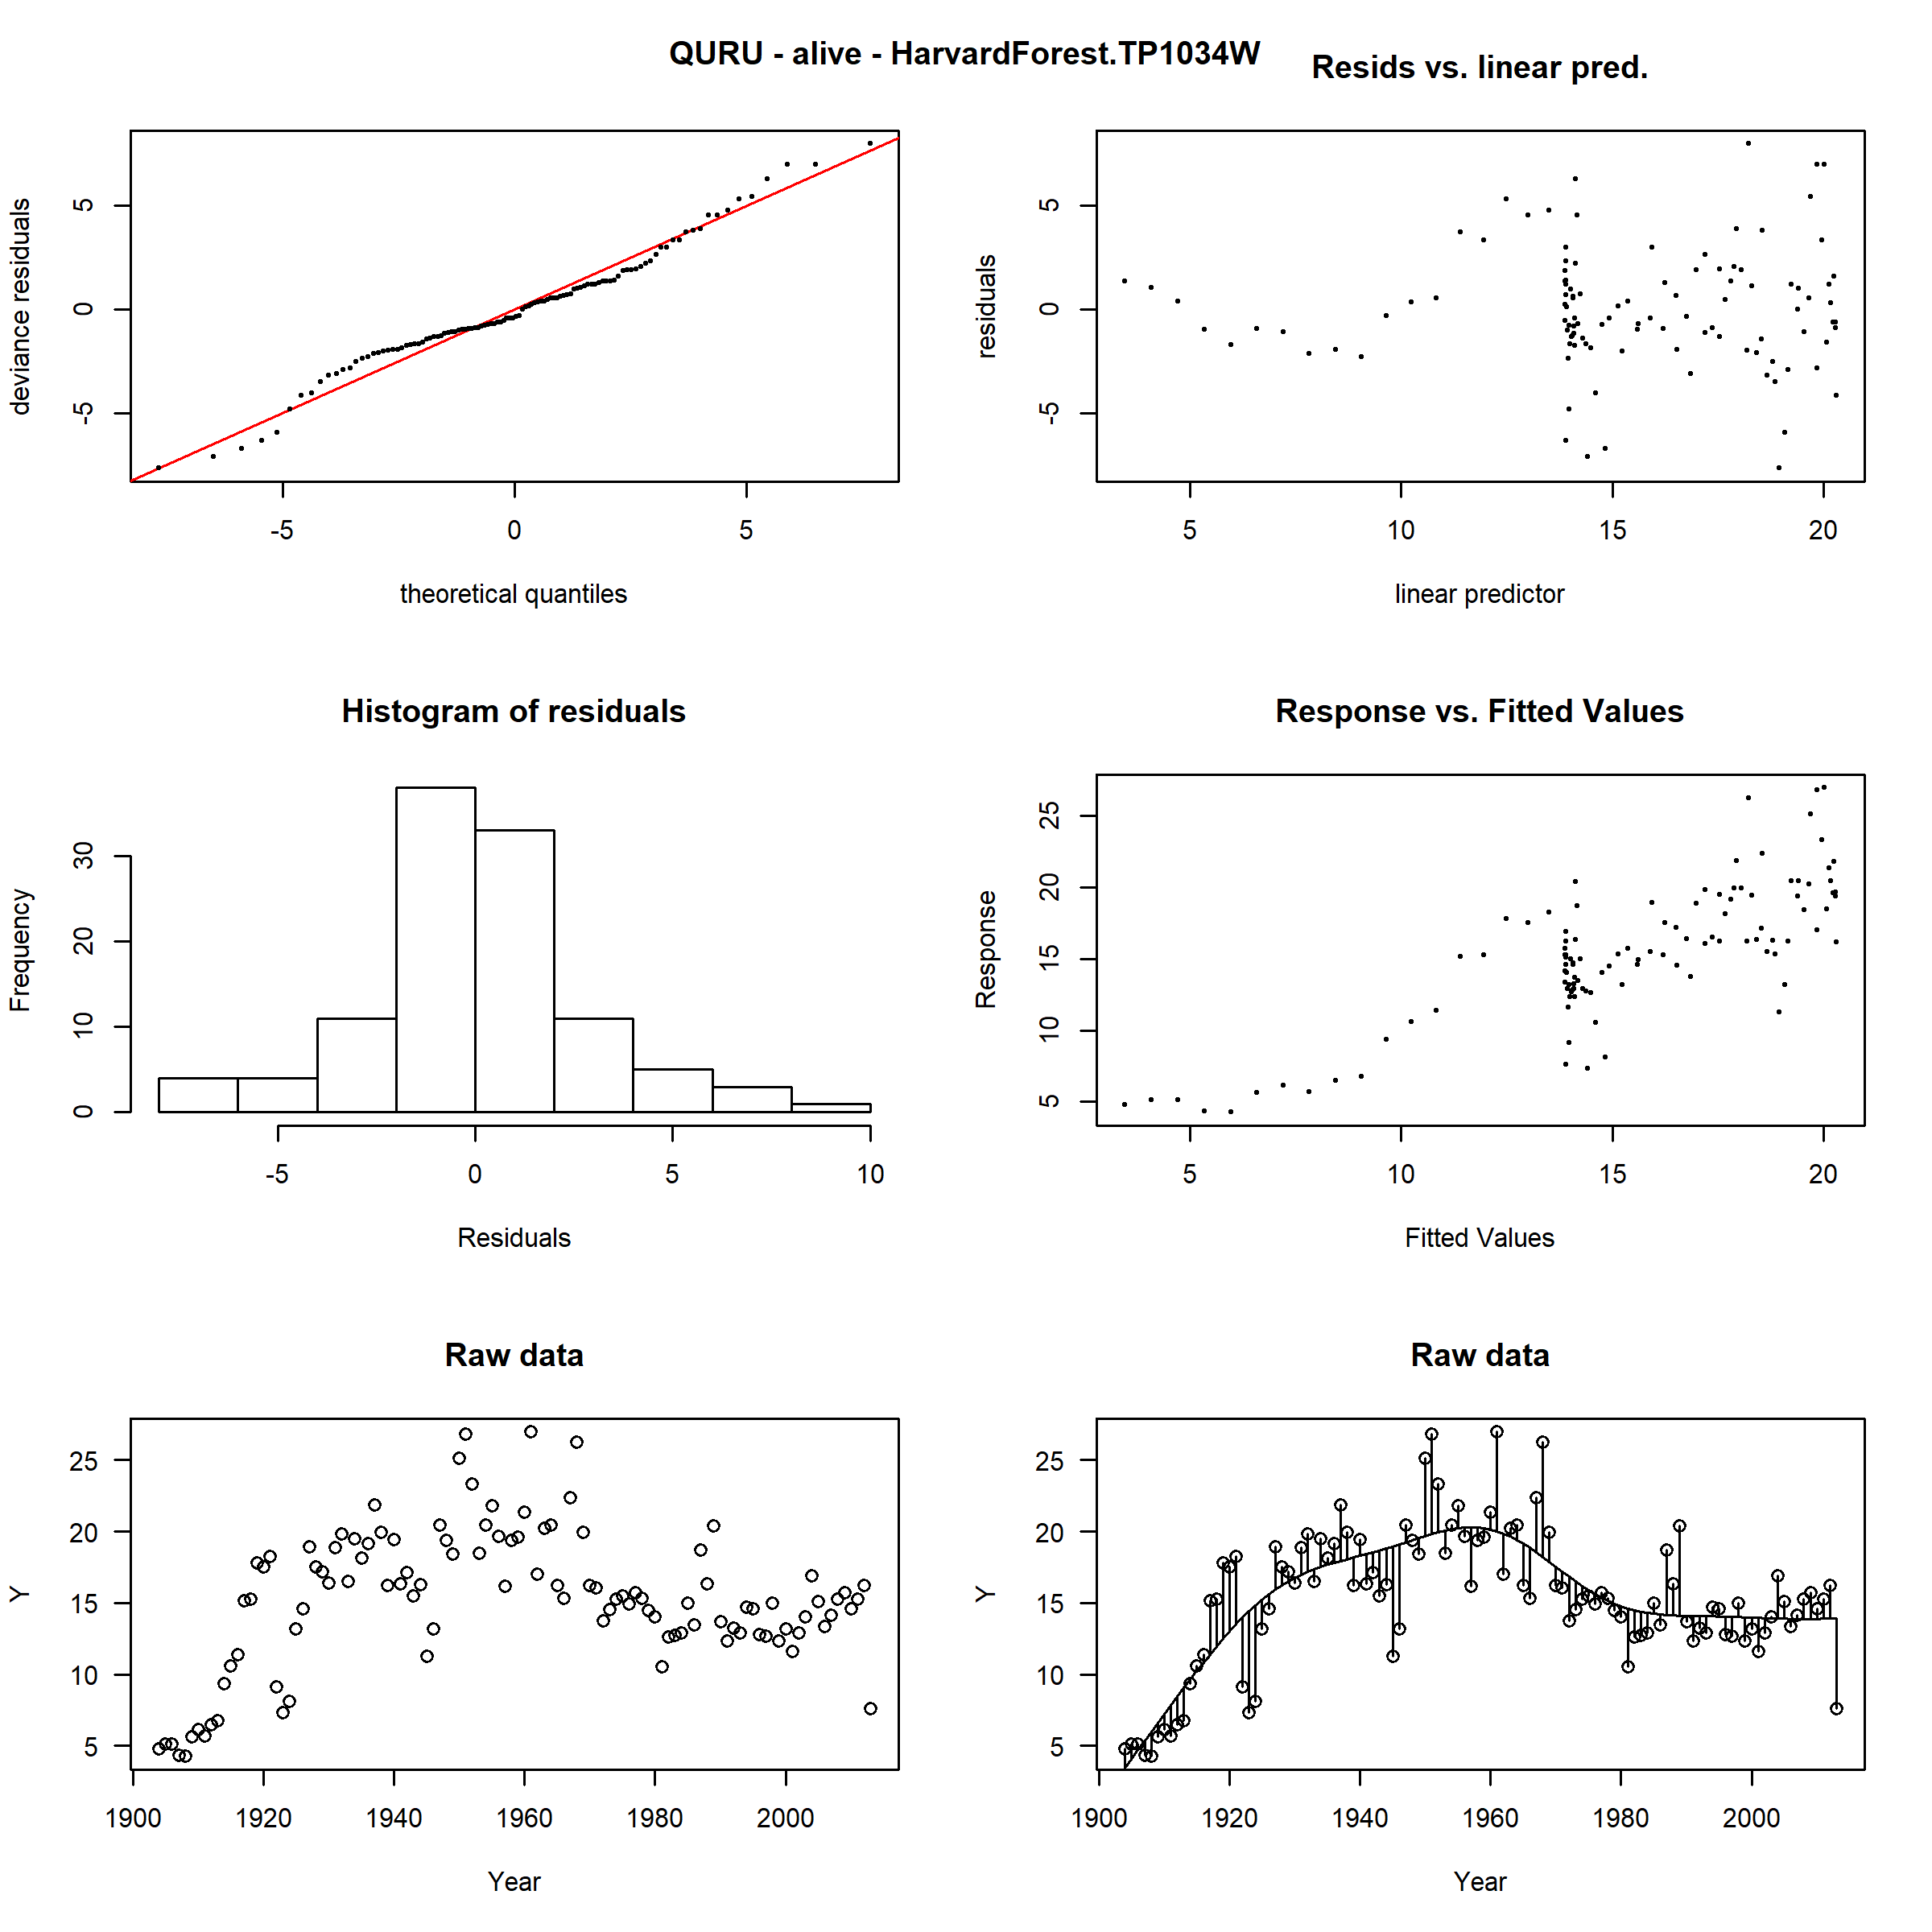 QURU - alive - HarvardForest.TP1034W
Resids vs. linear pred.
deviance residuals
5
0
-5
-5 0 5
theoretical quantiles
residuals
5
0
-5
5 10 15 20
linear predictor
Histogram of residuals
Frequency
30
20
10
0
-5 0 5 10
Residuals
Response vs. Fitted Values
Response
25
20
15
10
5
5 10 15 20
Fitted Values
Raw data
Y
25
20
15
10
5
1900 1920 1940 1960 1980 2000
Year
Raw data
Y
25
20
15
10
5
1900 1920 1940 1960 1980 2000
Year